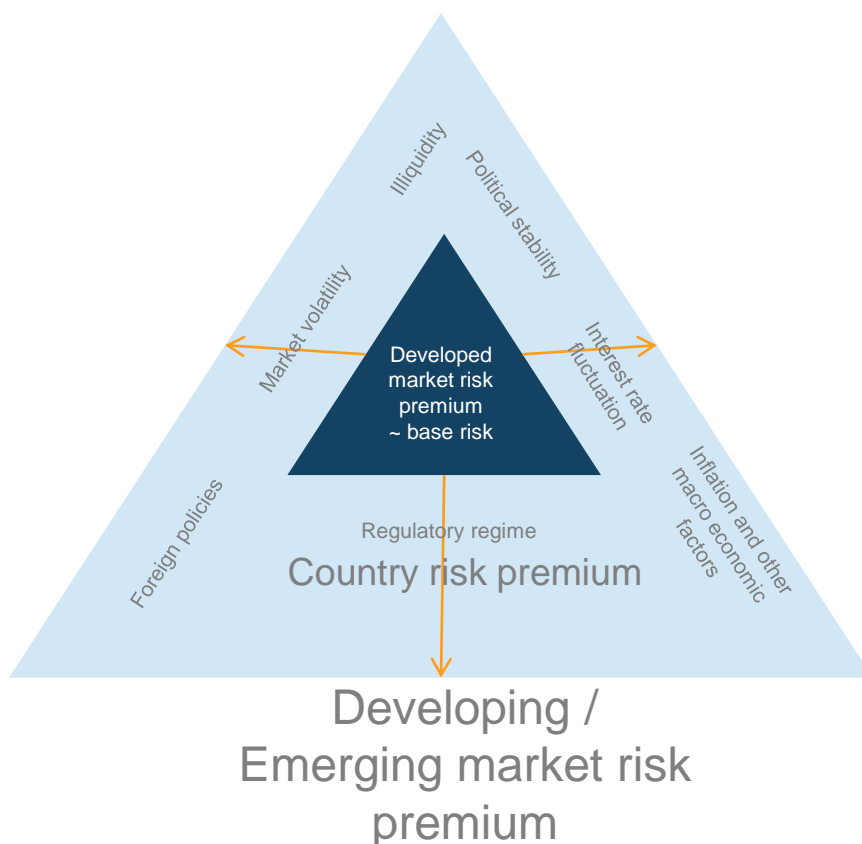 Illiquidity
Political stability
Market volatility
Developed
market risk
premium
~ base risk
Interest rate
fluctuation
Foreign policies
Inflation and other
macro economic
factors
Regulatory regime
Country risk premium
Developing /
Emerging market risk
premium